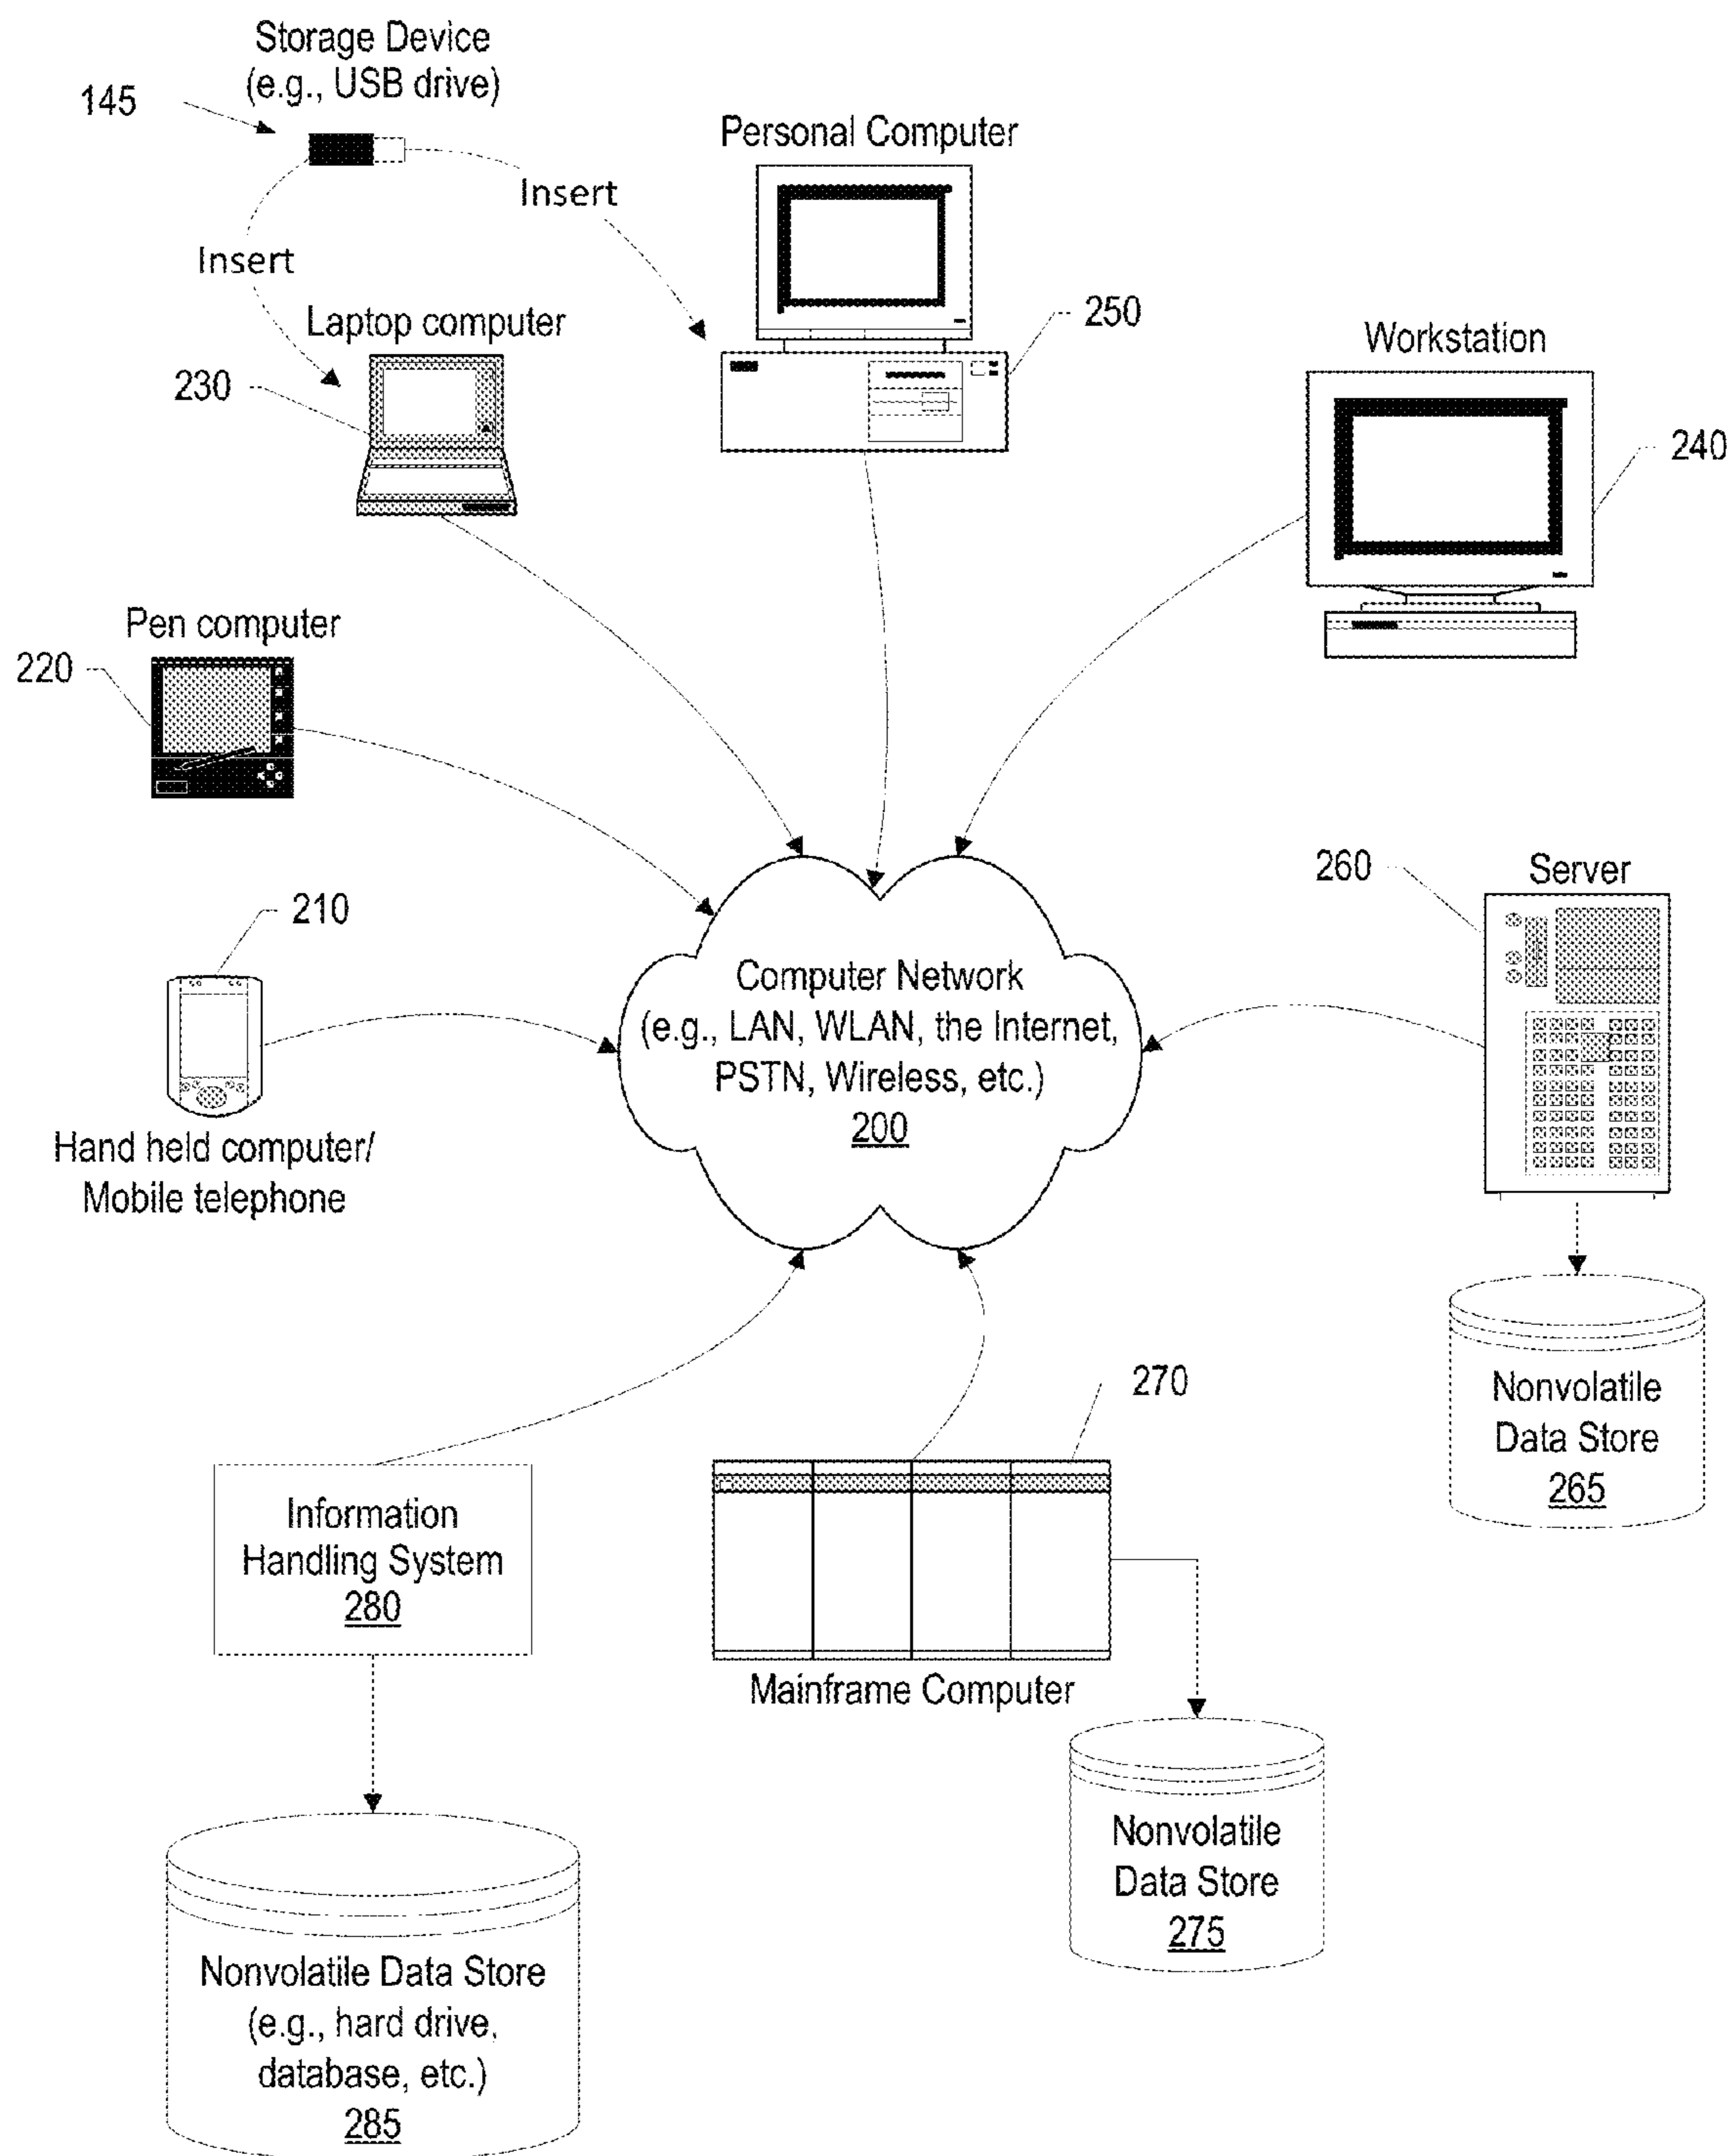 Storage Device
(e.g., USB drive)
145
Personal Computer
Insert
Insert
Laptop computer
250
Workstation
230
240
Pen computer
220
260
Server
210
Computer Network
(e.g., LAN, WLAN, the Internet,
PSTN, Wireless, etc.)
200
Hand held computer/
Mobile telephone
270
Nonvolatile
Data Store
265
Information
Handling System
280
Mainframe Computer
Nonvolatile
Data Store
275
Nonvolatile Data Store
(e.g., hard drive,
database, etc.)
285